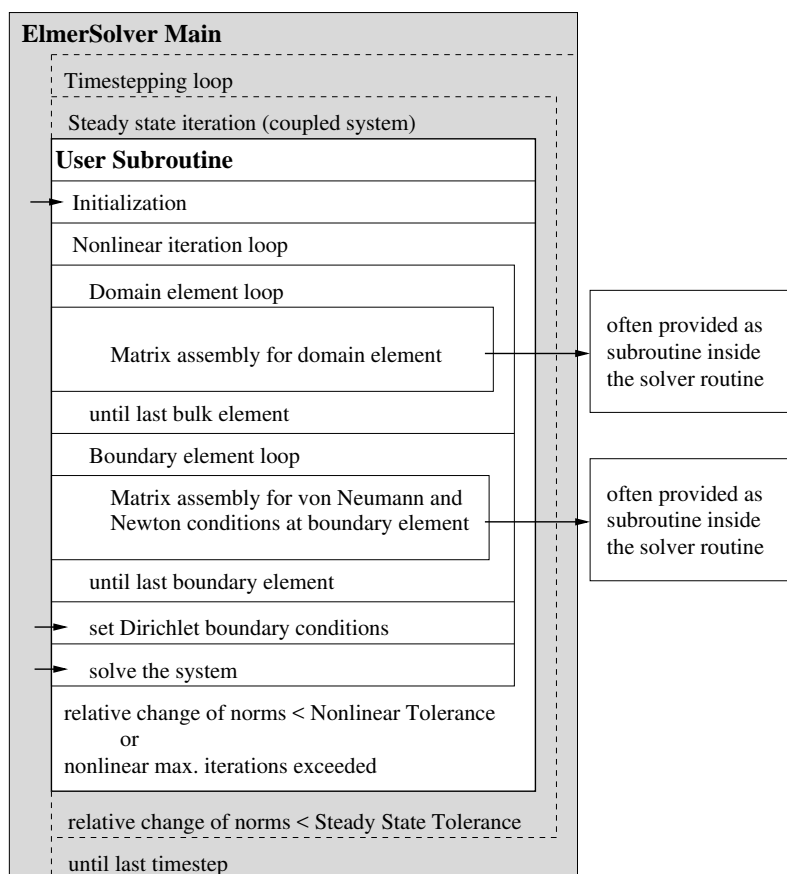 ElmerSolver Main
Timestepping loop
Steady state iteration (coupled system)
User Subroutine
Initialization
Nonlinear iteration loop
Domain element loop
Matrix assembly for domain element
often provided as
subroutine inside
the solver routine
until last bulk element
Boundary element loop
Matrix assembly for von Neumann and
Newton conditions at boundary element
often provided as
subroutine inside
the solver routine
until last boundary element
set Dirichlet boundary conditions
solve the system
relative change of norms < Nonlinear Tolerance
or
nonlinear max. iterations exceeded
relative change of norms < Steady State Tolerance
until last timestep